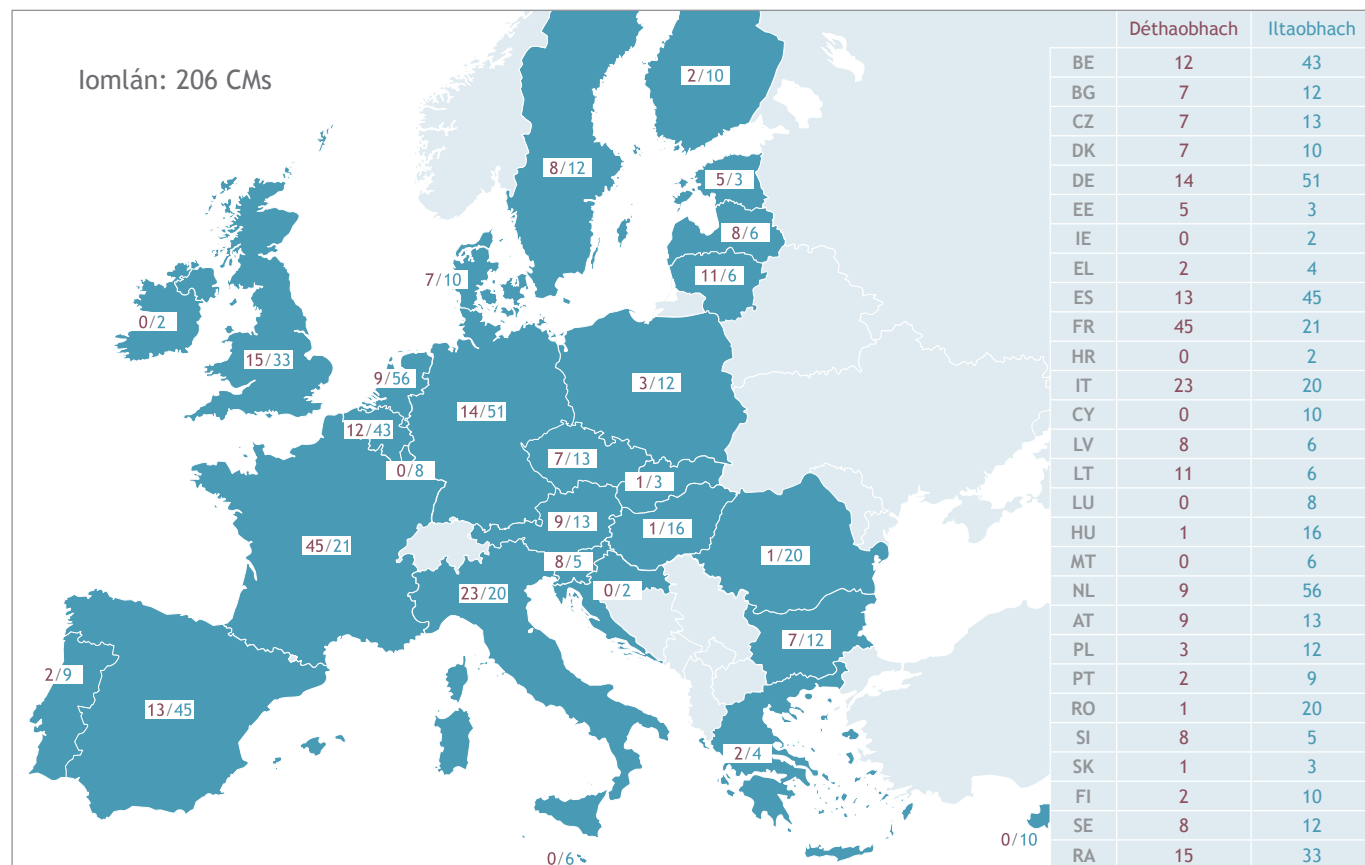 Iomlán: 206 CMs
2/10
8/12
5/3
8/6
7/10
11/6
0/2
15/33
9/56
3/12
14/51
12/43
0/8
7/13
1/3
9/13
1/16
45/21
1/20
8/5
0/2
23/20
7/12
2/9
13/45
2/4
0/10
0/6
Déthaobhach Iltaobhach
BE 12 43
BG 7 12
CZ 7 13
DK 7 10
DE 14 51
EE 5 3
IE 0 2
EL 2 4
ES 13 45
FR 45 21
HR 0 2
IT 23 20
CY 0 10
LV 8 6
LT 11 6
LU 0 8
HU 1 16
MT 0 6
NL 9 56
AT 9 13
PL 3 12
PT 2 9
RO 1 20
SI 8 5
SK 1 3
FI 2 10
SE 8 12
RA 15 33